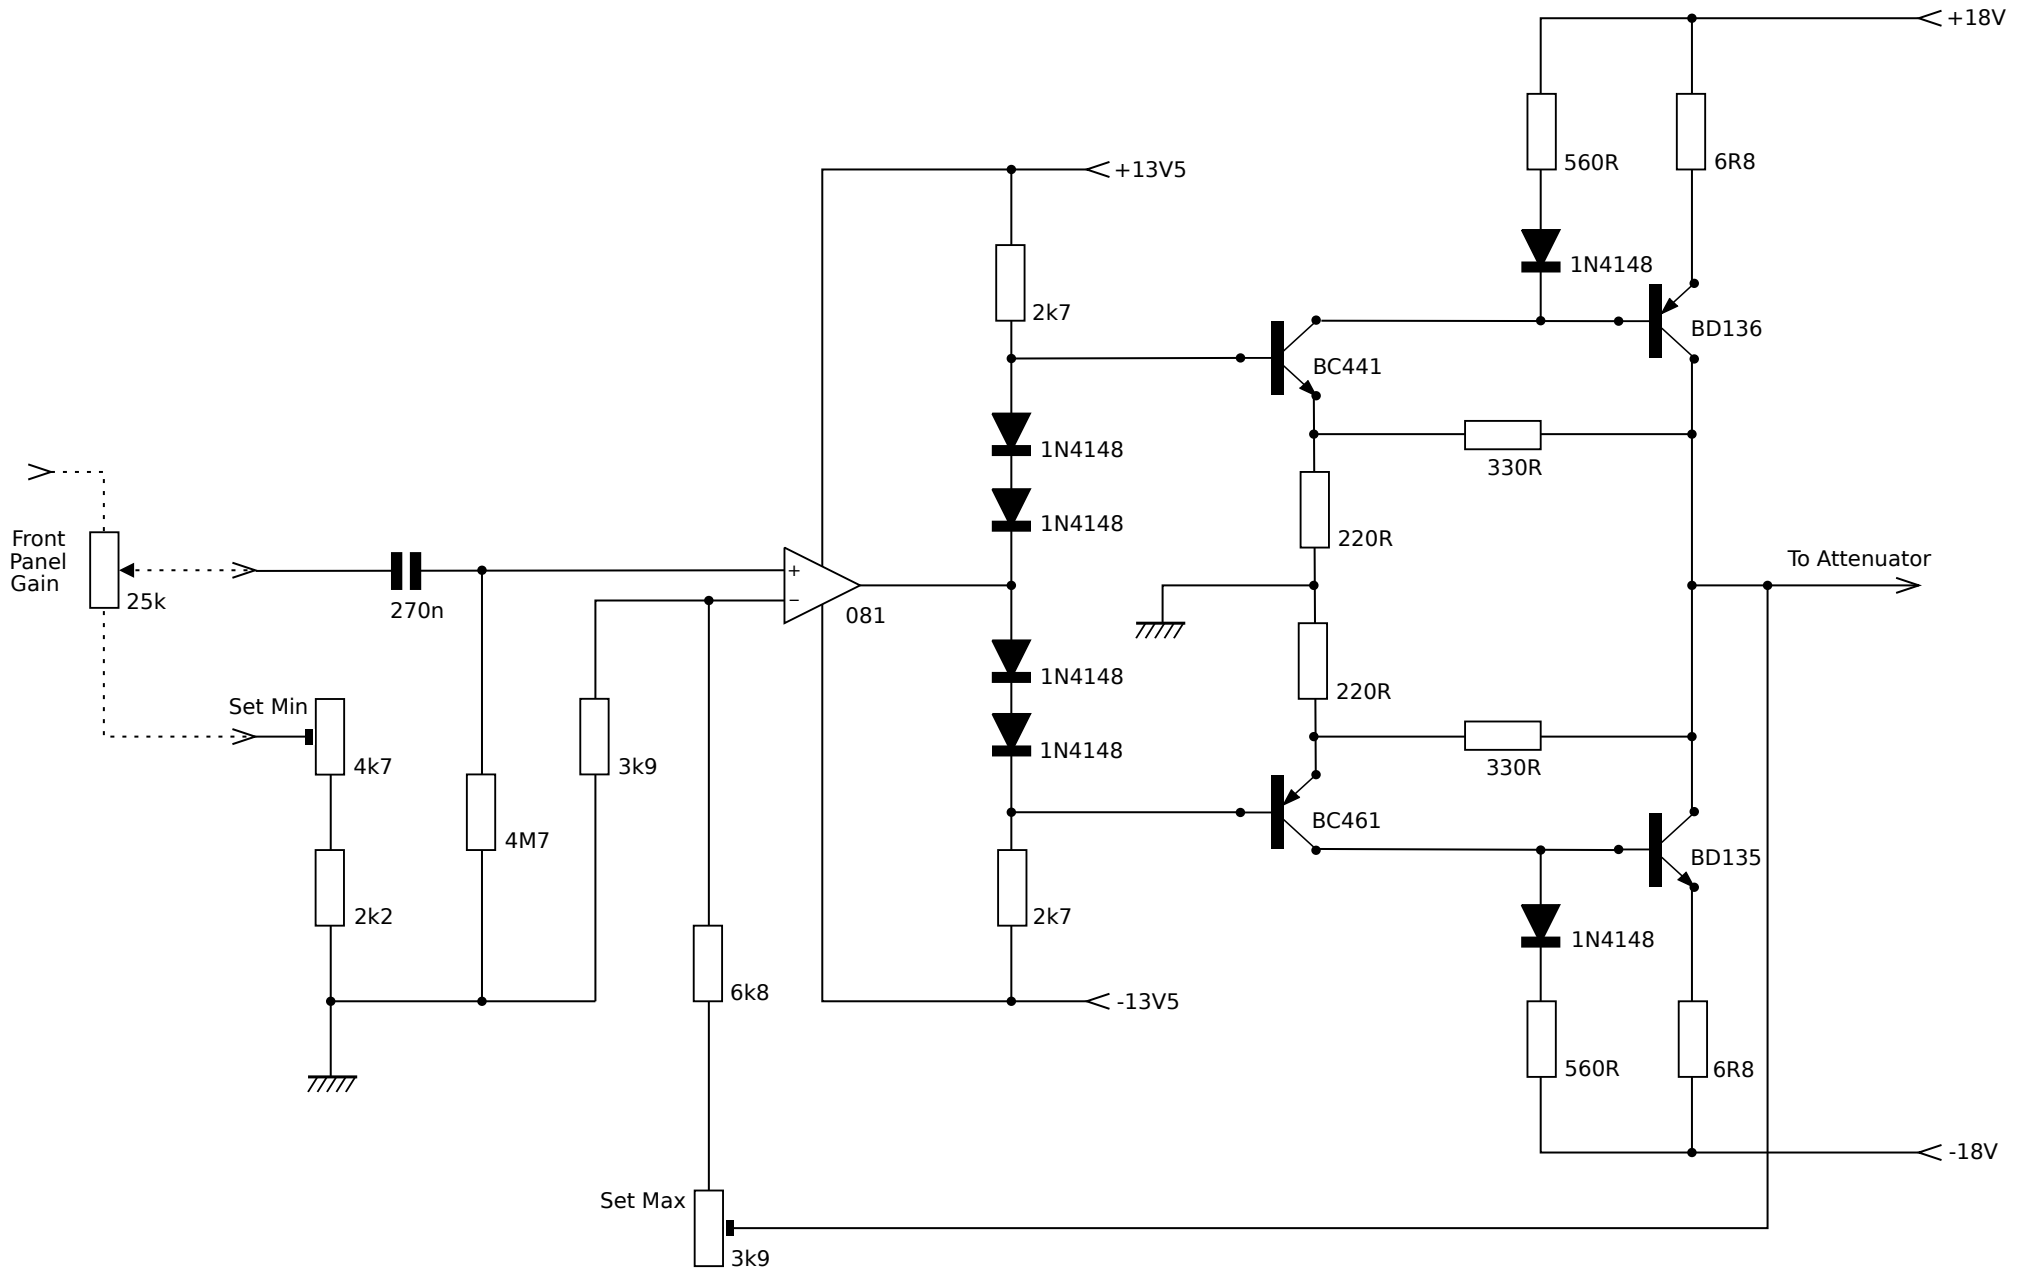 +18V
560R
6R8
+13V5
1N4148
2k7
BD136
BC441
1N4148
330R
1N4148
220R
Front
Panel
Gain
25k
270n
+
−
081
To Attenuator
1N4148
220R
Set Min
4k7
3k9
1N4148
330R
BC461
4M7
BD135
2k2
2k7
1N4148
6k8
-13V5
560R
6R8
-18V
Set Max
3k9